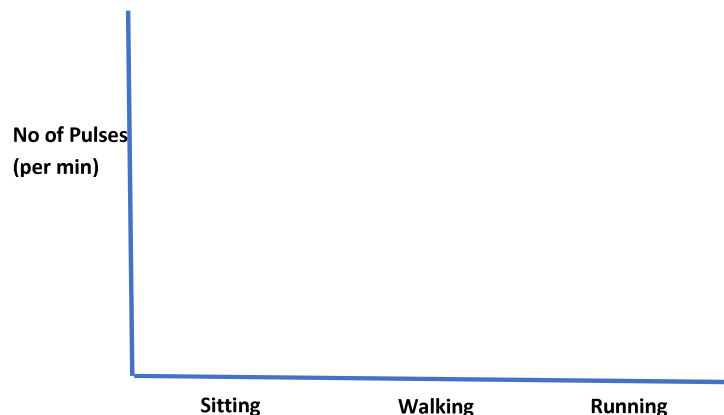 No of Pulses
(per min)
Sitting
Walking
Running